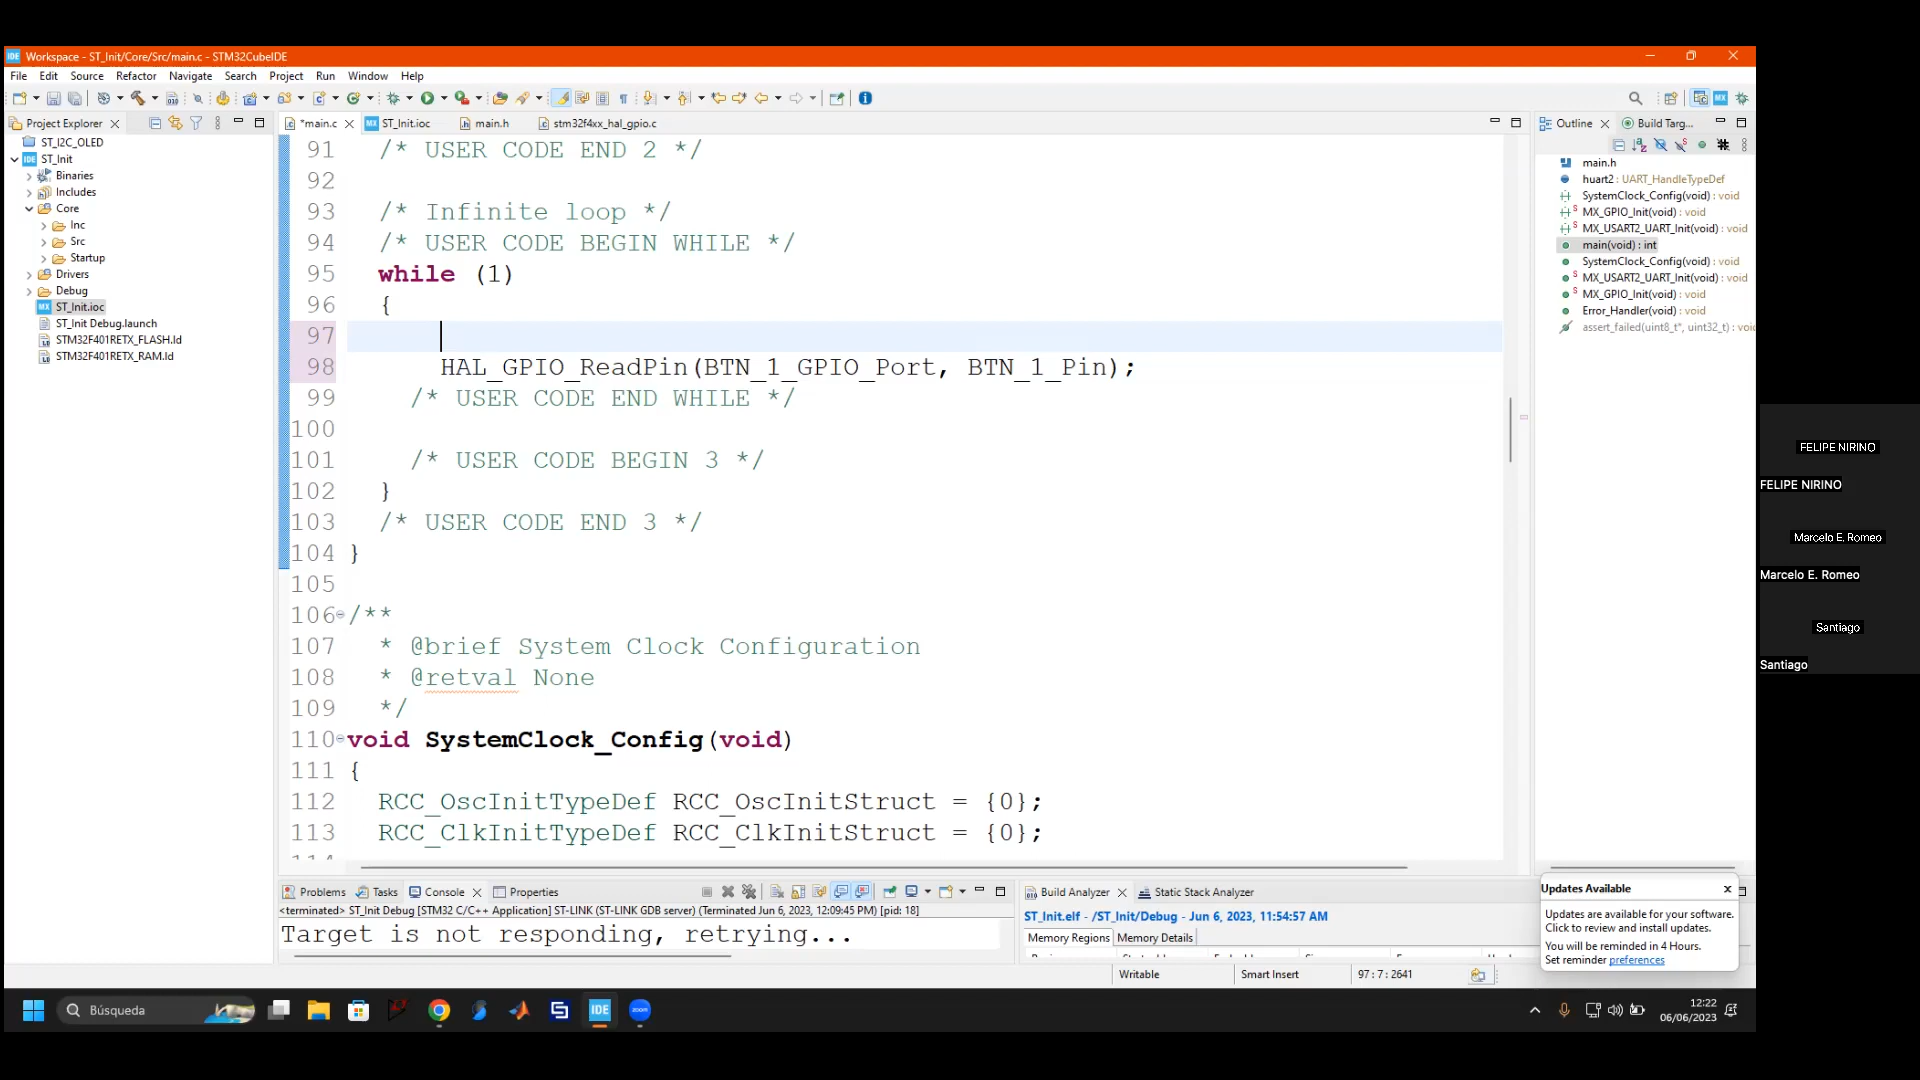 Workspace - ST_Init/Core/Src/main.c - STM32CubeIDE
File Edit Source Refactor Navigate Search Project Run Window Help
Project Explorer
*main.c
ST_Init.ioc
main.h
stm32f4xx_hal_gpio.c
Outline
Build Targ...
ST_I2C_OLED
ST_Init
Binaries
Includes
Core
Inc
Src
Startup
Drivers
Debug
ST_Init.ioc
ST_Init Debug.launch
STM32F401RETX_FLASH.ld
STM32F401RETX_RAM.ld
91 /* USER CODE END 2 */
92
93 /* Infinite loop */
94 /* USER CODE BEGIN WHILE */
95 while (1)
96 {
97
98 HAL_GPIO_ReadPin(BTN_1_GPIO_Port, BTN_1_Pin);
99 /* USER CODE END WHILE */
100
101 /* USER CODE BEGIN 3 */
102 }
103 /* USER CODE END 3 */
104 }
105
106 /**
107 * @brief System Clock Configuration
108 * @retval None
109 */
110 void SystemClock_Config(void)
111 {
112 RCC_OscInitTypeDef RCC_OscInitStruct = {0};
113 RCC_ClkInitTypeDef RCC_ClkInitStruct = {0};
main.h
huart2 : UART_HandleTypeDef
SystemClock_Config(void) : void
MX_GPIO_Init(void) : void
MX_USART2_UART_Init(void) : void
main(void) : int
SystemClock_Config(void) : void
MX_USART2_UART_Init(void) : void
MX_GPIO_Init(void) : void
Error_Handler(void) : void
assert_failed(uint8_t*, uint32_t) : voic
Problems
Tasks
Console
Properties
<terminated> ST_Init Debug [STM32 C/C++ Application] ST-LINK (ST-LINK GDB server) (Terminated Jun 6, 2023, 12:09:45 PM) [pid: 18]
Target is not responding, retrying...
Build Analyzer
Static Stack Analyzer
ST_Init.elf - /ST_Init/Debug - Jun 6, 2023, 11:54:57 AM
Memory Regions
Memory Details
Updates Available
Updates are available for your software.
Click to review and install updates.
You will be reminded in 4 Hours.
Set reminder preferences
Writable
Smart Insert
97 : 7 : 2641
Búsqueda
IDE
zoom
12:22
06/06/2023
FELIPE NIRINO
FELIPE NIRINO
Marcelo E. Romeo
Marcelo E. Romeo
Santiago
Santiago